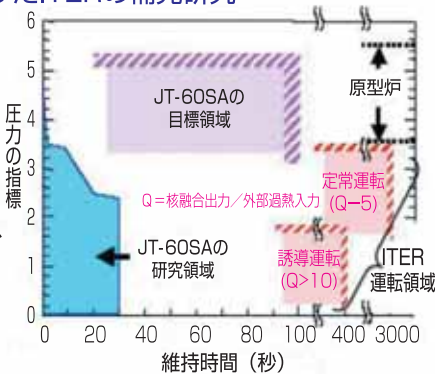 6
5
4
3
2
1
0
圧力の指標
JT-60SAの
目標領域
原型炉
Q=核融合出力/外部過熱入力
定常運転
(Q-5)
JT-60SAの
研究領域
誘導運転
(Q>10)
ITER
運転領域
0 20 40 60 80 100 400 3000
維持時間(秒)